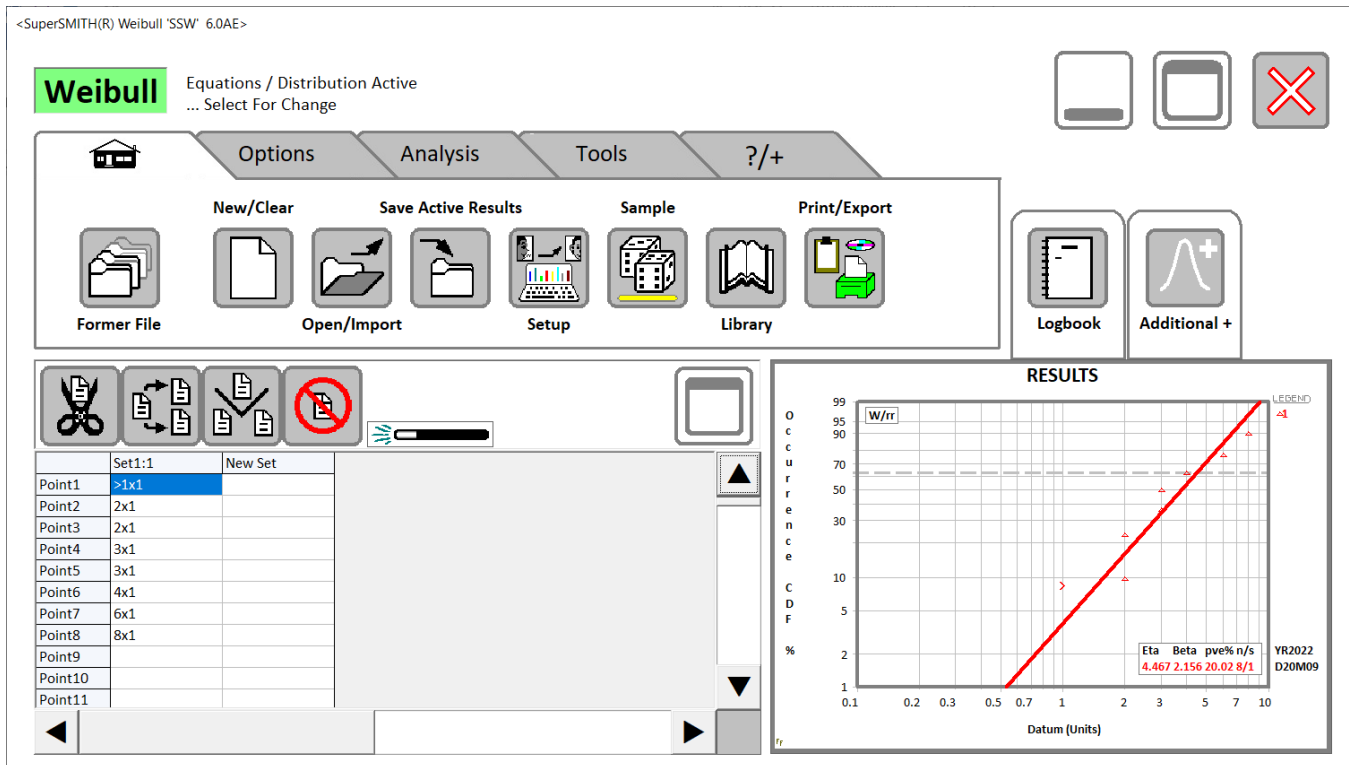 <SuperSMITH(R) Weibull 'SSW' 6.0AE>
Weibull
Equations / Distribution Active
... Select For Change
Options
Analysis
Tools
?/+
New/Clear
Save Active Results
Sample
Print/Export
Former File
Open/Import
Setup
Library
Logbook
Additional +
Set1:1
New Set
Point1 >1x1
Point2 2x1
Point3 2x1
Point4 3x1
Point5 3x1
Point6 4x1
Point7 6x1
Point8 8x1
Point9
Point10
Point11
RESULTS
Occurrence CDF %
99
95
90
70
50
30
10
5
2
1
W/rr
LEGEND
1
Eta Beta pve% n/s
4.467 2.156 20.02 8/1
YR2022
D20M09
0.1 0.2 0.3 0.5 0.7 1 2 3 5 7 10
Datum (Units)
rr